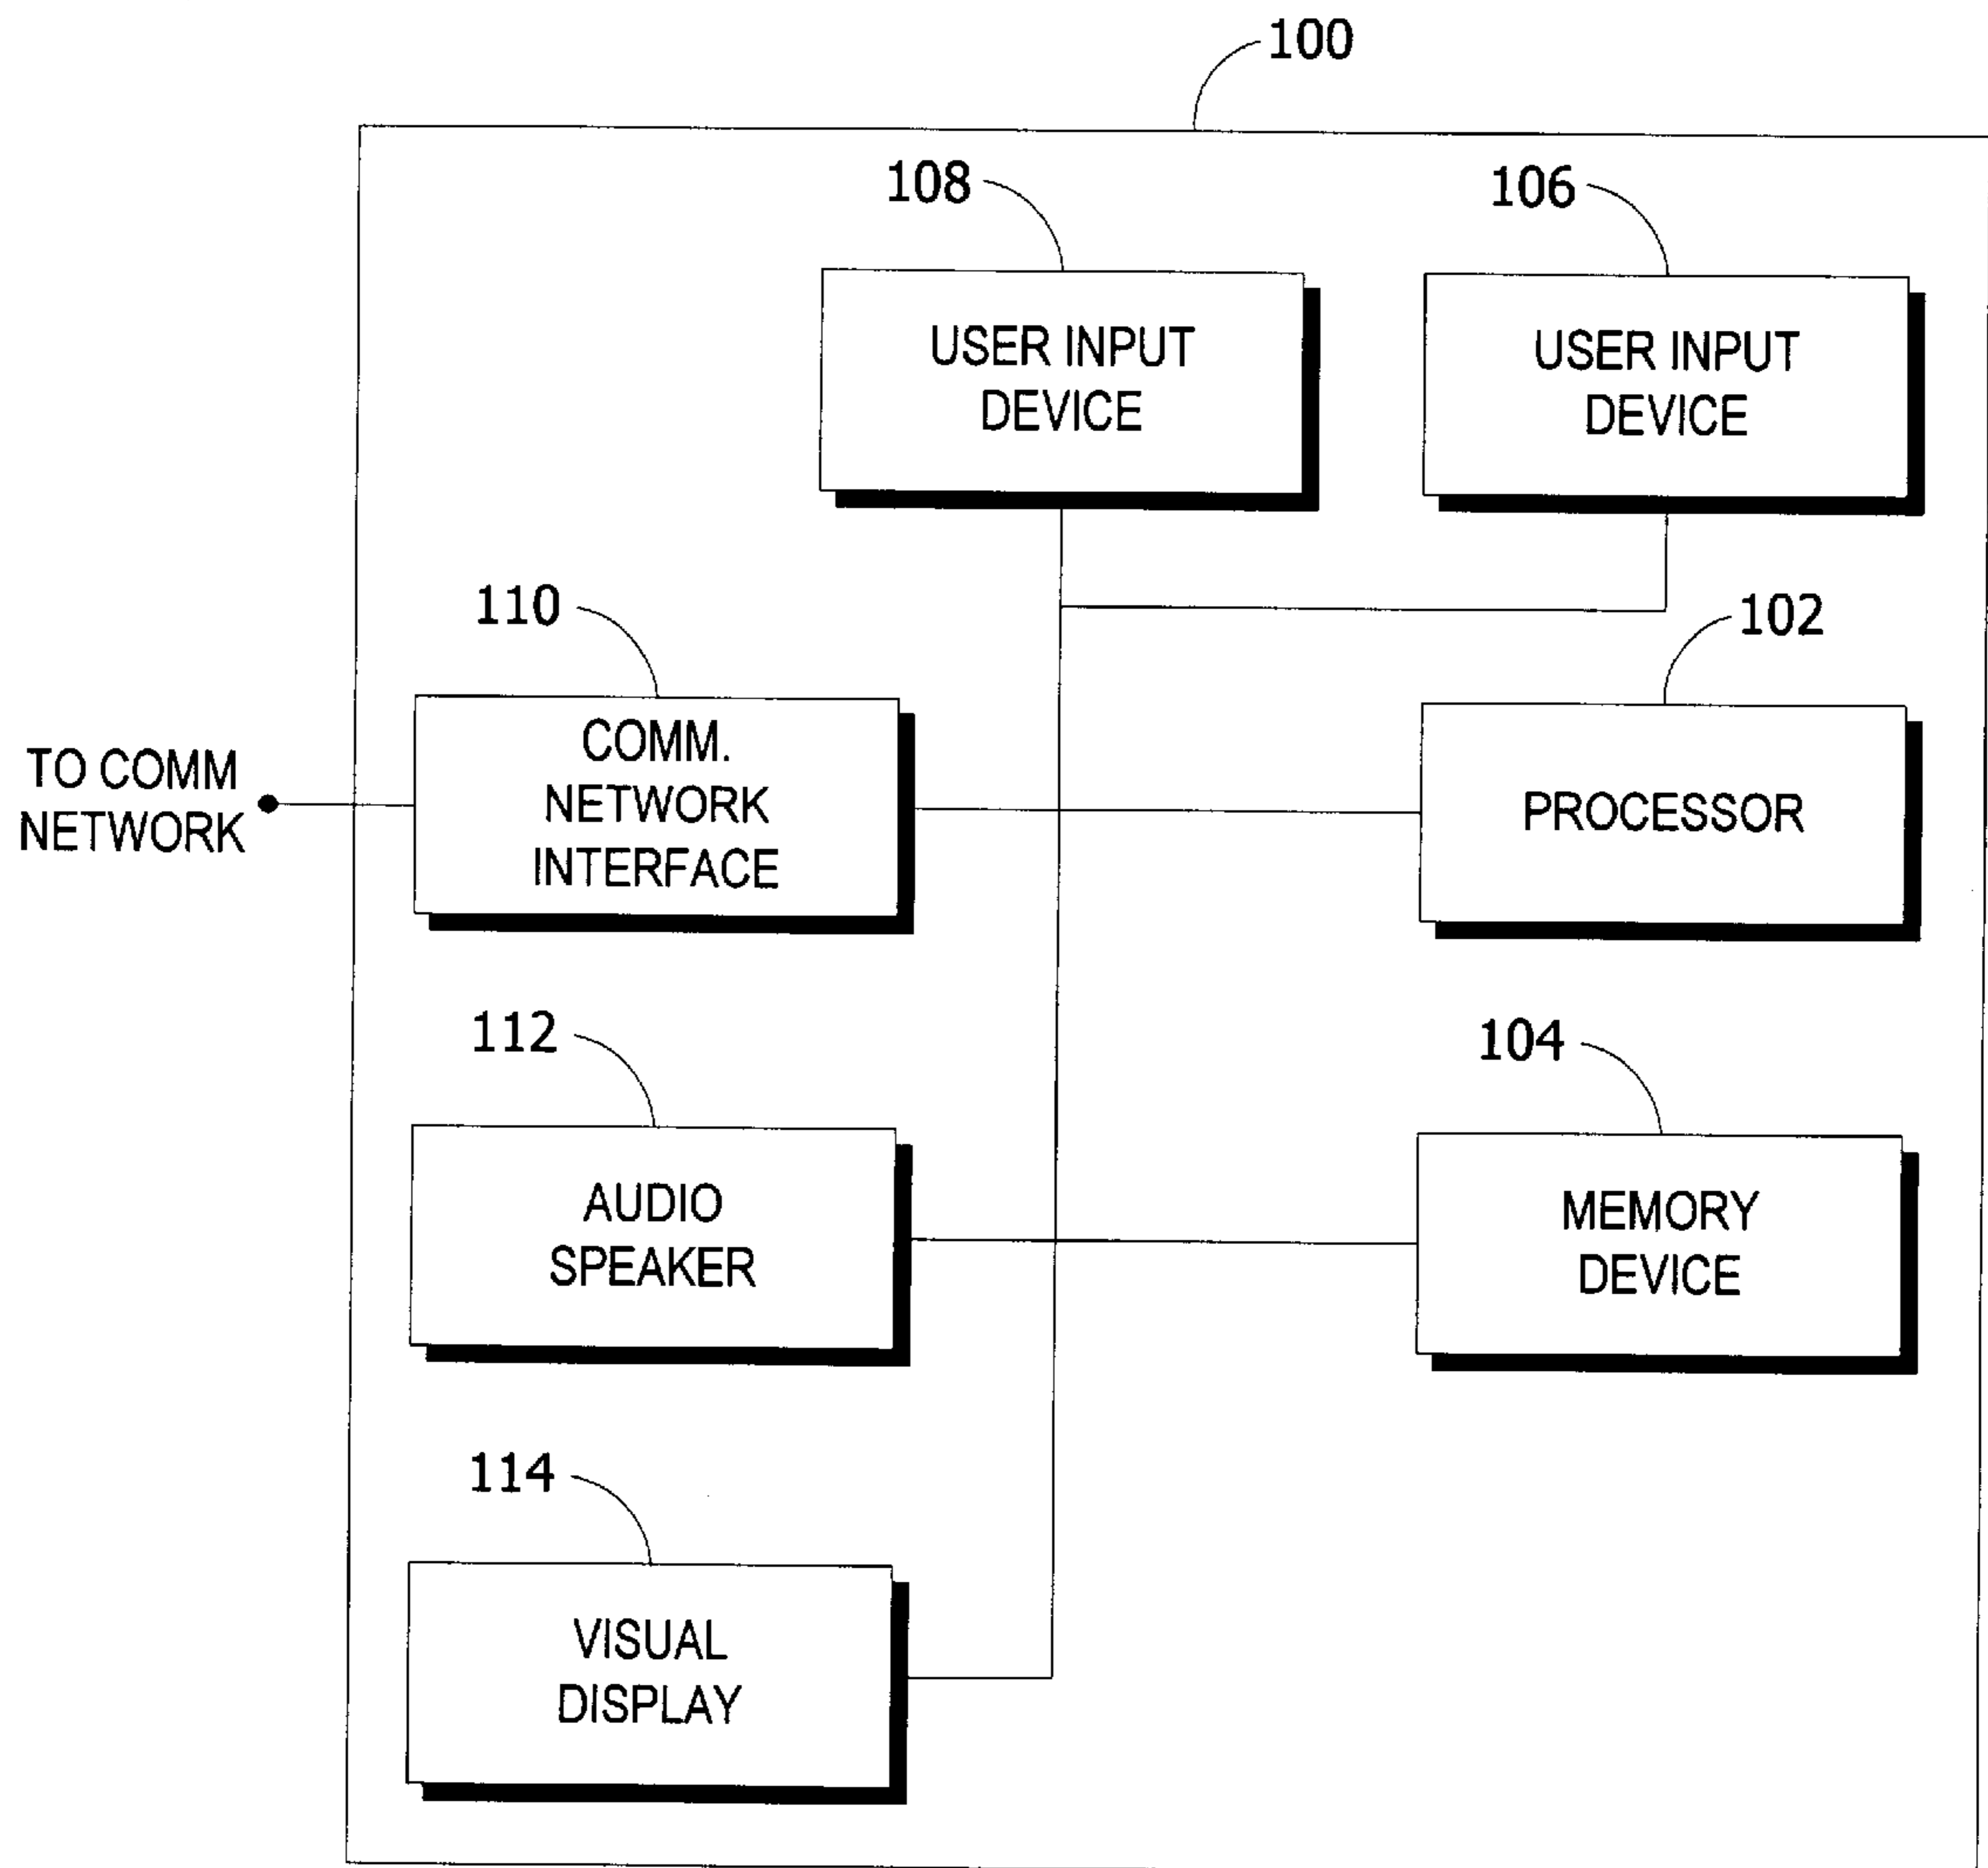 100
108
106
USER INPUT
DEVICE
USER INPUT
DEVICE
110
102
TO COMM
NETWORK
COMM.
NETWORK
INTERFACE
PROCESSOR
112
104
AUDIO
SPEAKER
MEMORY
DEVICE
114
VISUAL
DISPLAY